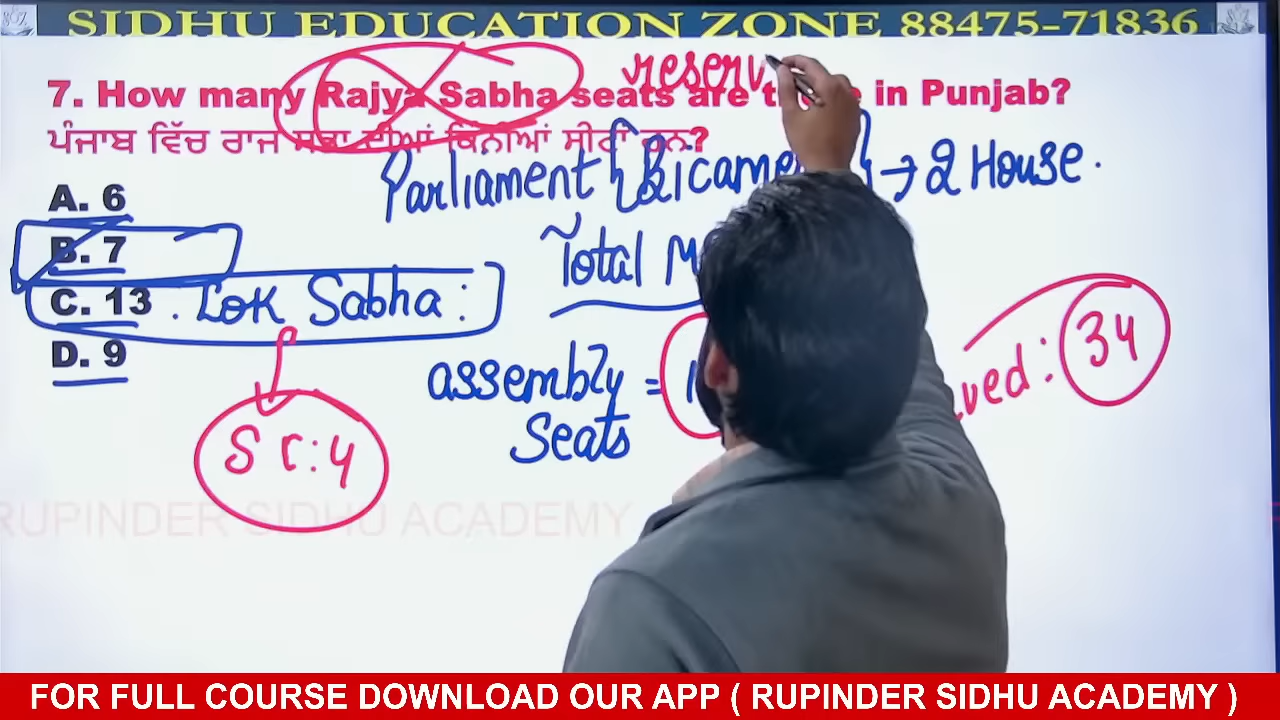 SIDHU EDUCATION ZONE 88475-71836
reserv
7. How many Rajya Sabha seats are in Punjab?
ਪੰਜਾਬ ਵਿੱਚ ਰਾਜ ਸਭਾ ਦੀਆਂ ਕਿੰਨੀਆਂ ਸੀਟਾਂ ਹਨ?
Parliament {Bicame } → 2 House.
A. 6
B. 7
Total M
C. 13 . Lok Sabha :
D. 9
assembly =
Seats
ved : 34
SC : 4
RUPINDER SIDHU ACADEMY
FOR FULL COURSE DOWNLOAD OUR APP ( RUPINDER SIDHU ACADEMY )